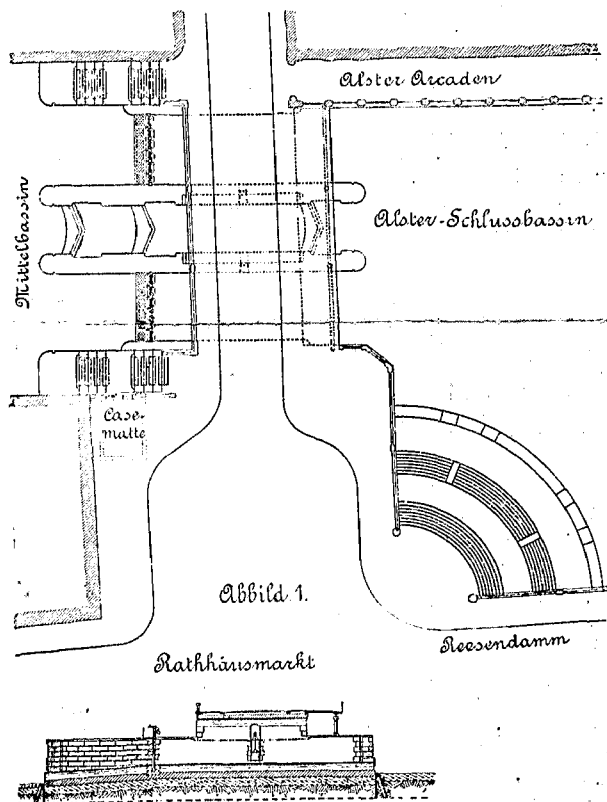 Alster Arcaden
Mittelbassin
Alster-Schlussbassin
Case-
matte
Abbild 1.
Reesendamm
Rathhausmarkt